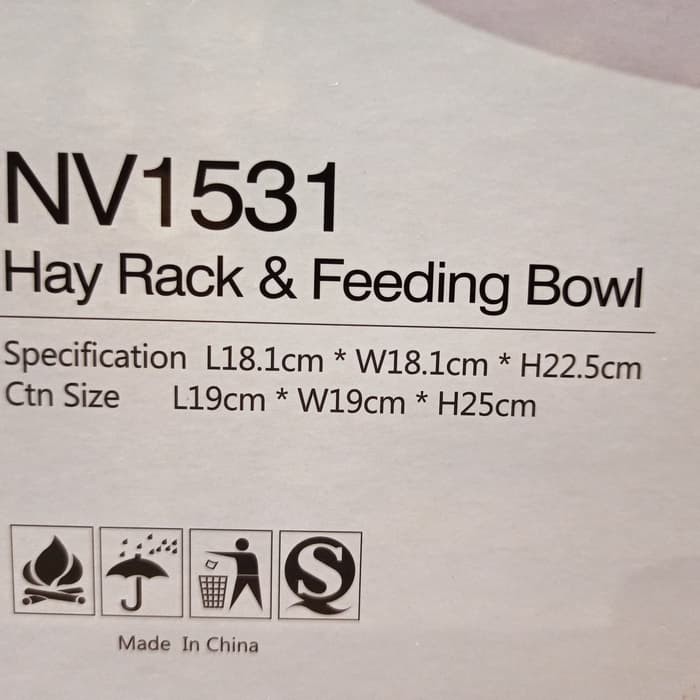 NV1531
Hay Rack & Feeding Bowl
Specification L18.1cm * W18.1cm * H22.5cm
Ctn Size L19cm * W19cm * H25cm
S
Made In China